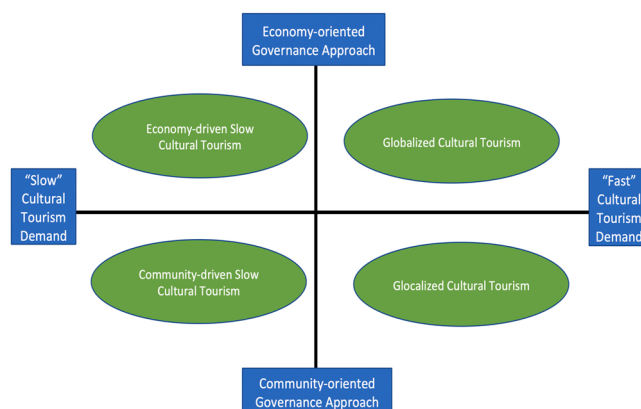 Economy-oriented
Governance Approach
Economy-driven Slow
Cultural Tourism
Globalized Cultural Tourism
“Slow”
Cultural
Tourism
Demand
“Fast”
Cultural
Tourism
Demand
Community-driven Slow
Cultural Tourism
Glocalized Cultural Tourism
Community-oriented
Governance Approach